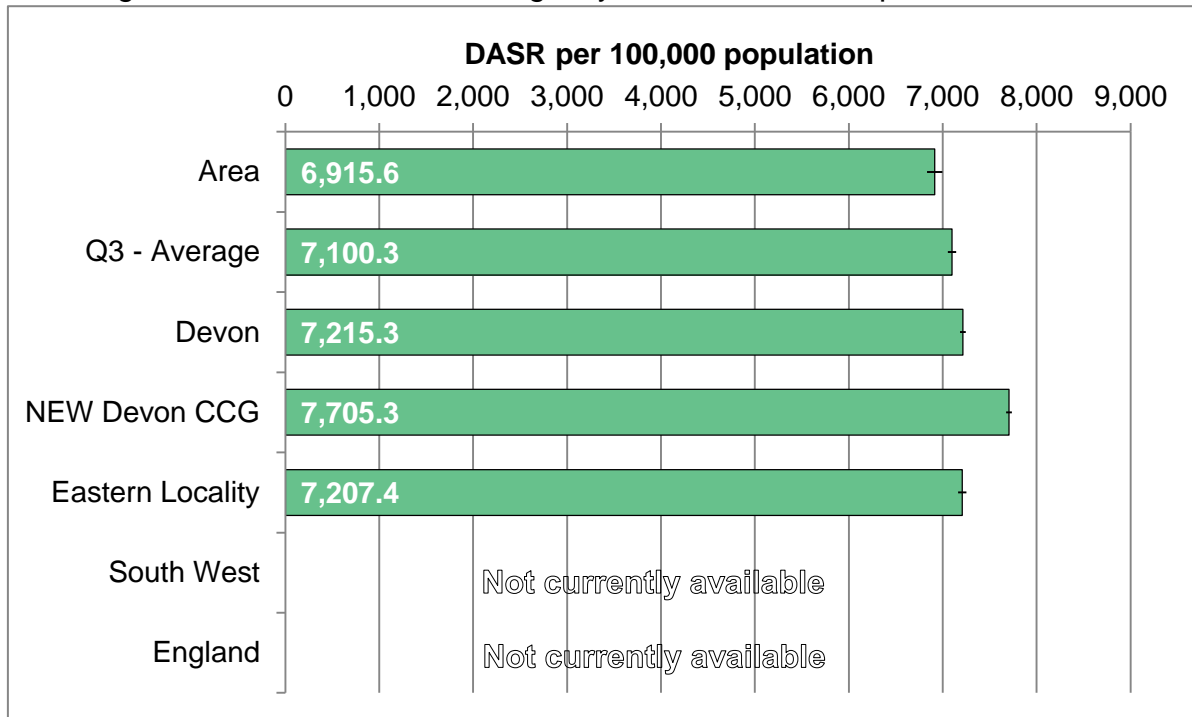 DASR per 100,000 population
0 1,000 2,000 3,000 4,000 5,000 6,000 7,000 8,000 9,000
Area 6,915.6
Q3 - Average 7,100.3
Devon 7,215.3
NEW Devon CCG 7,705.3
Eastern Locality 7,207.4
South West Not currently available
England Not currently available